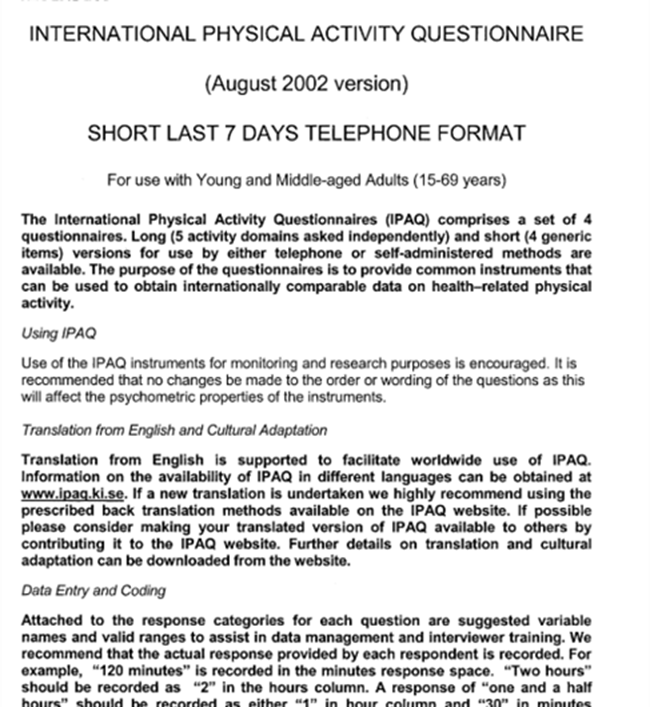 INTERNATIONAL PHYSICAL ACTIVITY QUESTIONNAIRE
(August 2002 version)
SHORT LAST 7 DAYS TELEPHONE FORMAT
For use with Young and Middle-aged Adults (15-69 years)
The International Physical Activity Questionnaires (IPAQ) comprises a set of 4
questionnaires. Long (5 activity domains asked independently) and short (4 generic
items) versions for use by either telephone or self-administered methods are
available. The purpose of the questionnaires is to provide common instruments that
can be used to obtain internationally comparable data on health–related physical
activity.
Using IPAQ
Use of the IPAQ instruments for monitoring and research purposes is encouraged. It is
recommended that no changes be made to the order or wording of the questions as this
will affect the psychometric properties of the instruments.
Translation from English and Cultural Adaptation
Translation from English is supported to facilitate worldwide use of IPAQ.
Information on the availability of IPAQ in different languages can be obtained at
www.ipaq.ki.se. If a new translation is undertaken we highly recommend using the
prescribed back translation methods available on the IPAQ website. If possible
please consider making your translated version of IPAQ available to others by
contributing it to the IPAQ website. Further details on translation and cultural
adaptation can be downloaded from the website.
Data Entry and Coding
Attached to the response categories for each question are suggested variable
names and valid ranges to assist in data management and interviewer training. We
recommend that the actual response provided by each respondent is recorded. For
example, “120 minutes” is recorded in the minutes response space. “Two hours”
should be recorded as “2” in the hours column. A response of “one and a half
hours” should be recorded as either “1” in hour column and “30” in minutes